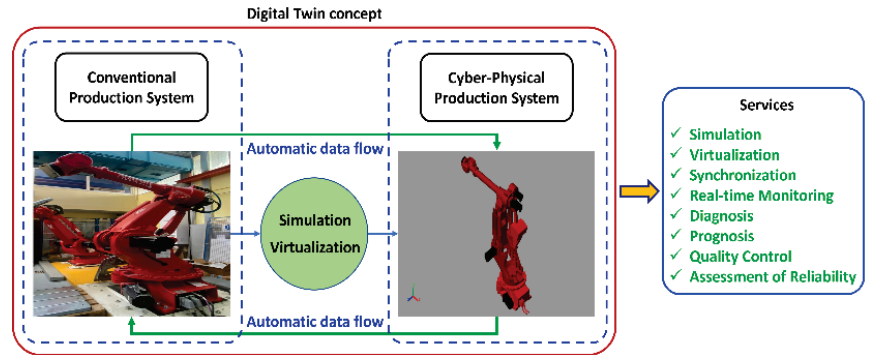 Digital Twin concept
Conventional
Production System
Cyber-Physical
Production System
Automatic data flow
Simulation
Virtualization
Automatic data flow
Services
✓ Simulation
✓ Virtualization
✓ Synchronization
✓ Real-time Monitoring
✓ Diagnosis
✓ Prognosis
✓ Quality Control
✓ Assessment of Reliability